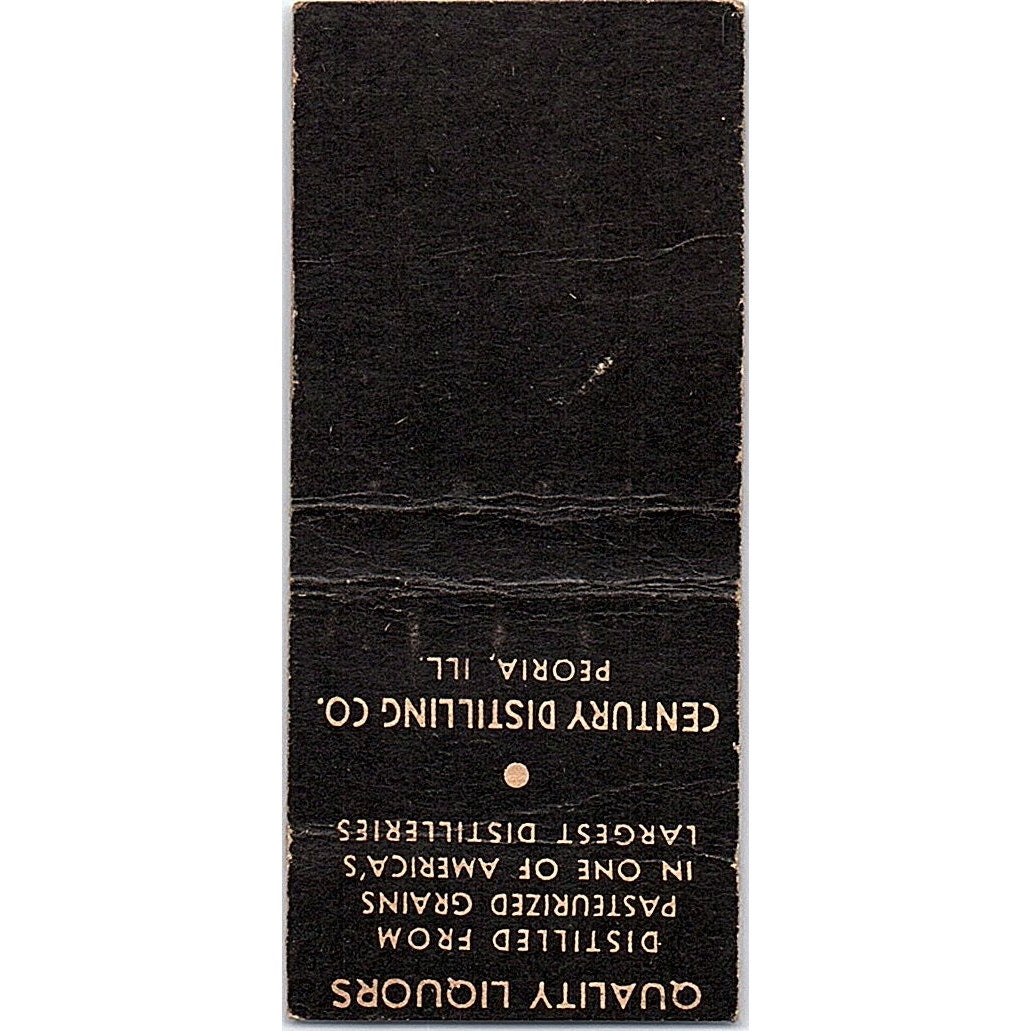 QUALITY LIQUORS
DISTILLED FROM
PASTEURIZED GRAINS
IN ONE OF AMERICA'S
LARGEST DISTILLERIES
CENTURY DISTILLING CO.
PEORIA, ILL.